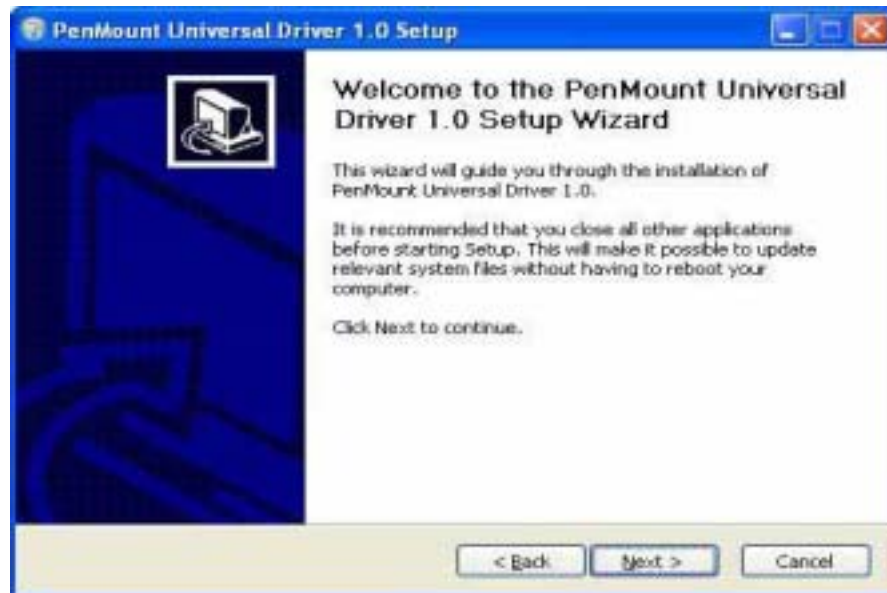 PenMount Universal Driver 1.0 Setup
Welcome to the PenMount Universal
Driver 1.0 Setup Wizard
This wizard will guide you through the installation of
PenMount Universal Driver 1.0.
It is recommended that you close all other applications
before starting Setup. This will make it possible to update
relevant system files without having to reboot your
computer.
Click Next to continue.
< Back
Next >
Cancel